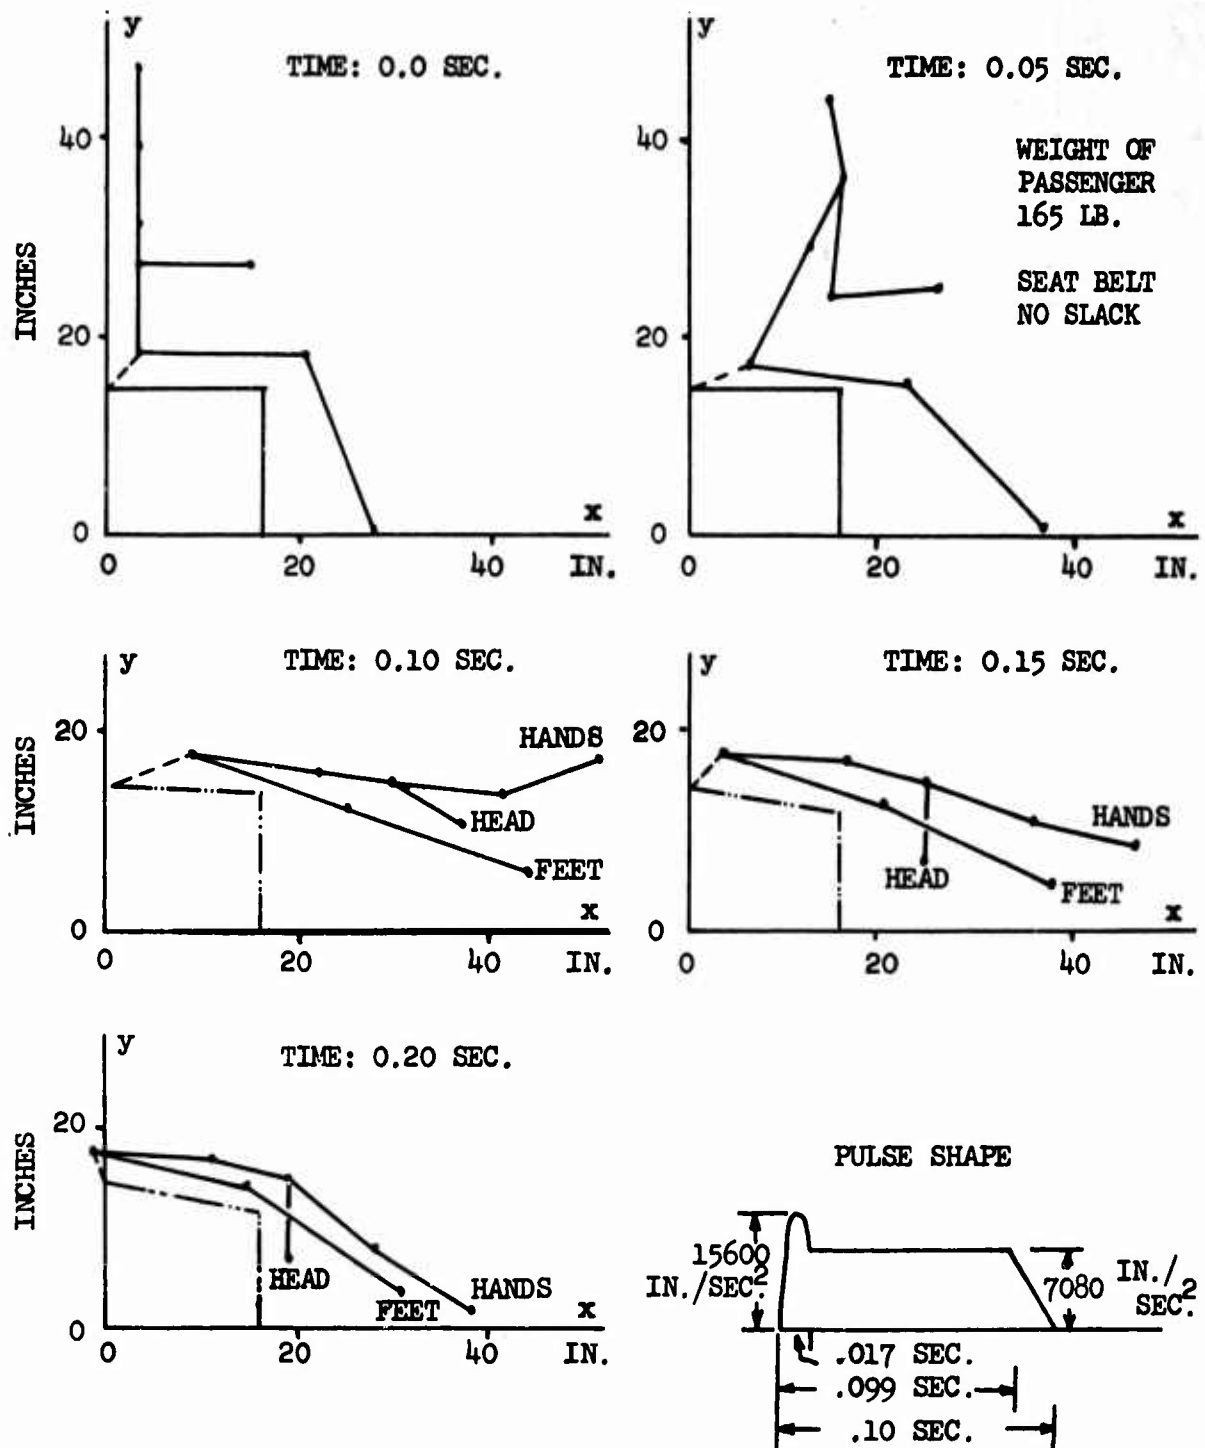 y
TIME: 0.0 SEC.
40
INCHES
20
0
x
0
20
40
IN.
y
TIME: 0.05 SEC.
40
WEIGHT OF
PASSENGER
165 LB.
SEAT BELT
NO SLACK
20
0
x
0
20
40
IN.
y
TIME: 0.10 SEC.
20
HANDS
INCHES
HEAD
FEET
0
x
0
20
40
IN.
y
TIME: 0.15 SEC.
20
HANDS
HEAD
FEET
0
x
0
20
40
IN.
y
TIME: 0.20 SEC.
20
INCHES
HEAD
FEET
HANDS
0
x
0
20
40
IN.
PULSE SHAPE
15600
IN./SEC.2
7080
IN./
SEC.2
.017 SEC.
.099 SEC.
.10 SEC.